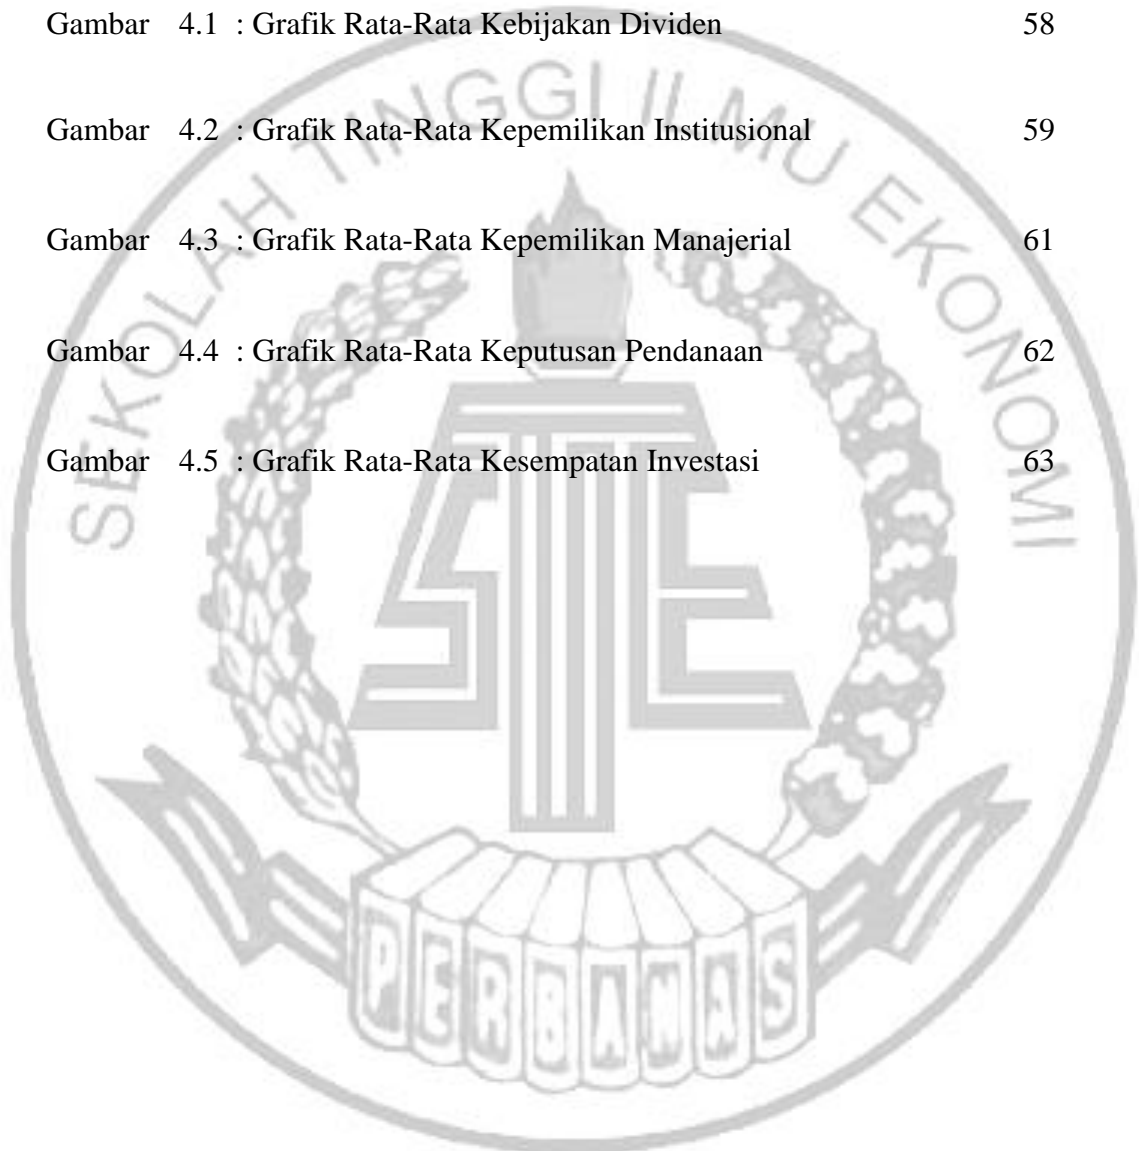 Gambar 4.1 : Grafik Rata-Rata Kebijakan Dividen 58
Gambar 4.2 : Grafik Rata-Rata Kepemilikan Institusional 59
Gambar 4.3 : Grafik Rata-Rata Kepemilikan Manajerial 61
Gambar 4.4 : Grafik Rata-Rata Keputusan Pendanaan 62
Gambar 4.5 : Grafik Rata-Rata Kesempatan Investasi 63
SEKOLAH TINGGI ILMU EKONOMI
STIE
PERBANAS